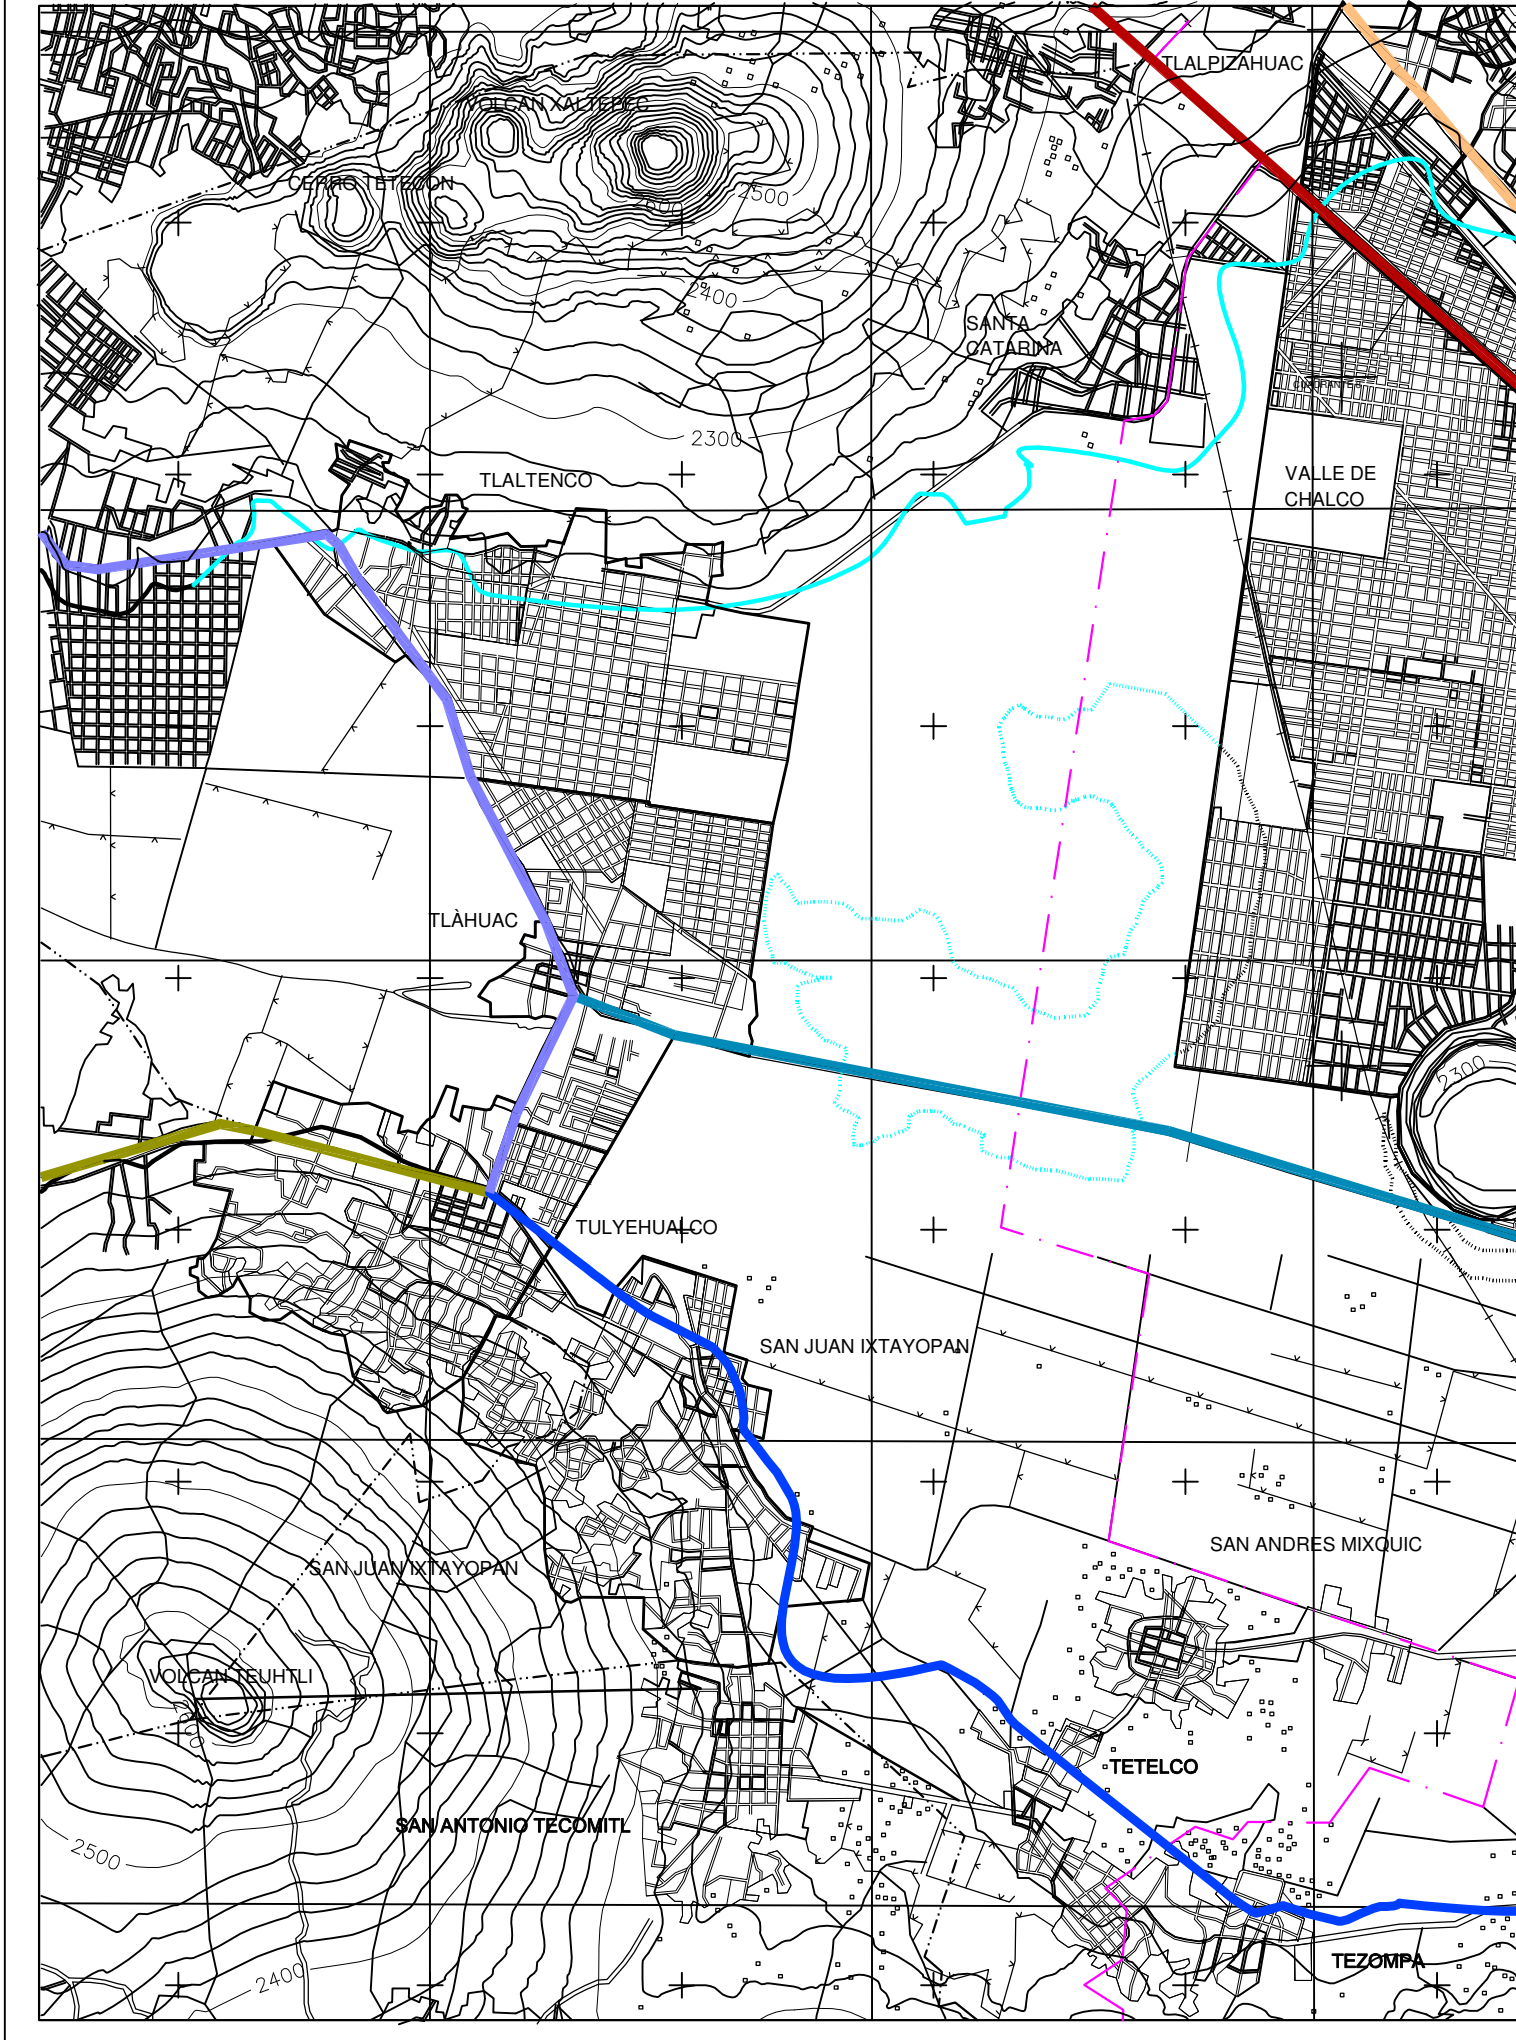 TLALPIZAHUAC
VOLCAN XALTEPEC
CERRO TETECON
2500
2600
2400
SANTA
CATARINA
2300
TLALTENCO
VALLE DE
CHALCO
TLÀHUAC
2300
TULYEHUALCO
SAN JUAN IXTAYOPAN
SAN ANDRES MIXQUIC
SAN JUAN IXTAYOPAN
VOLCAN TEUHTLI
TETELCO
SAN ANTONIO TECOMITL
2500
TEZOMPA
2400